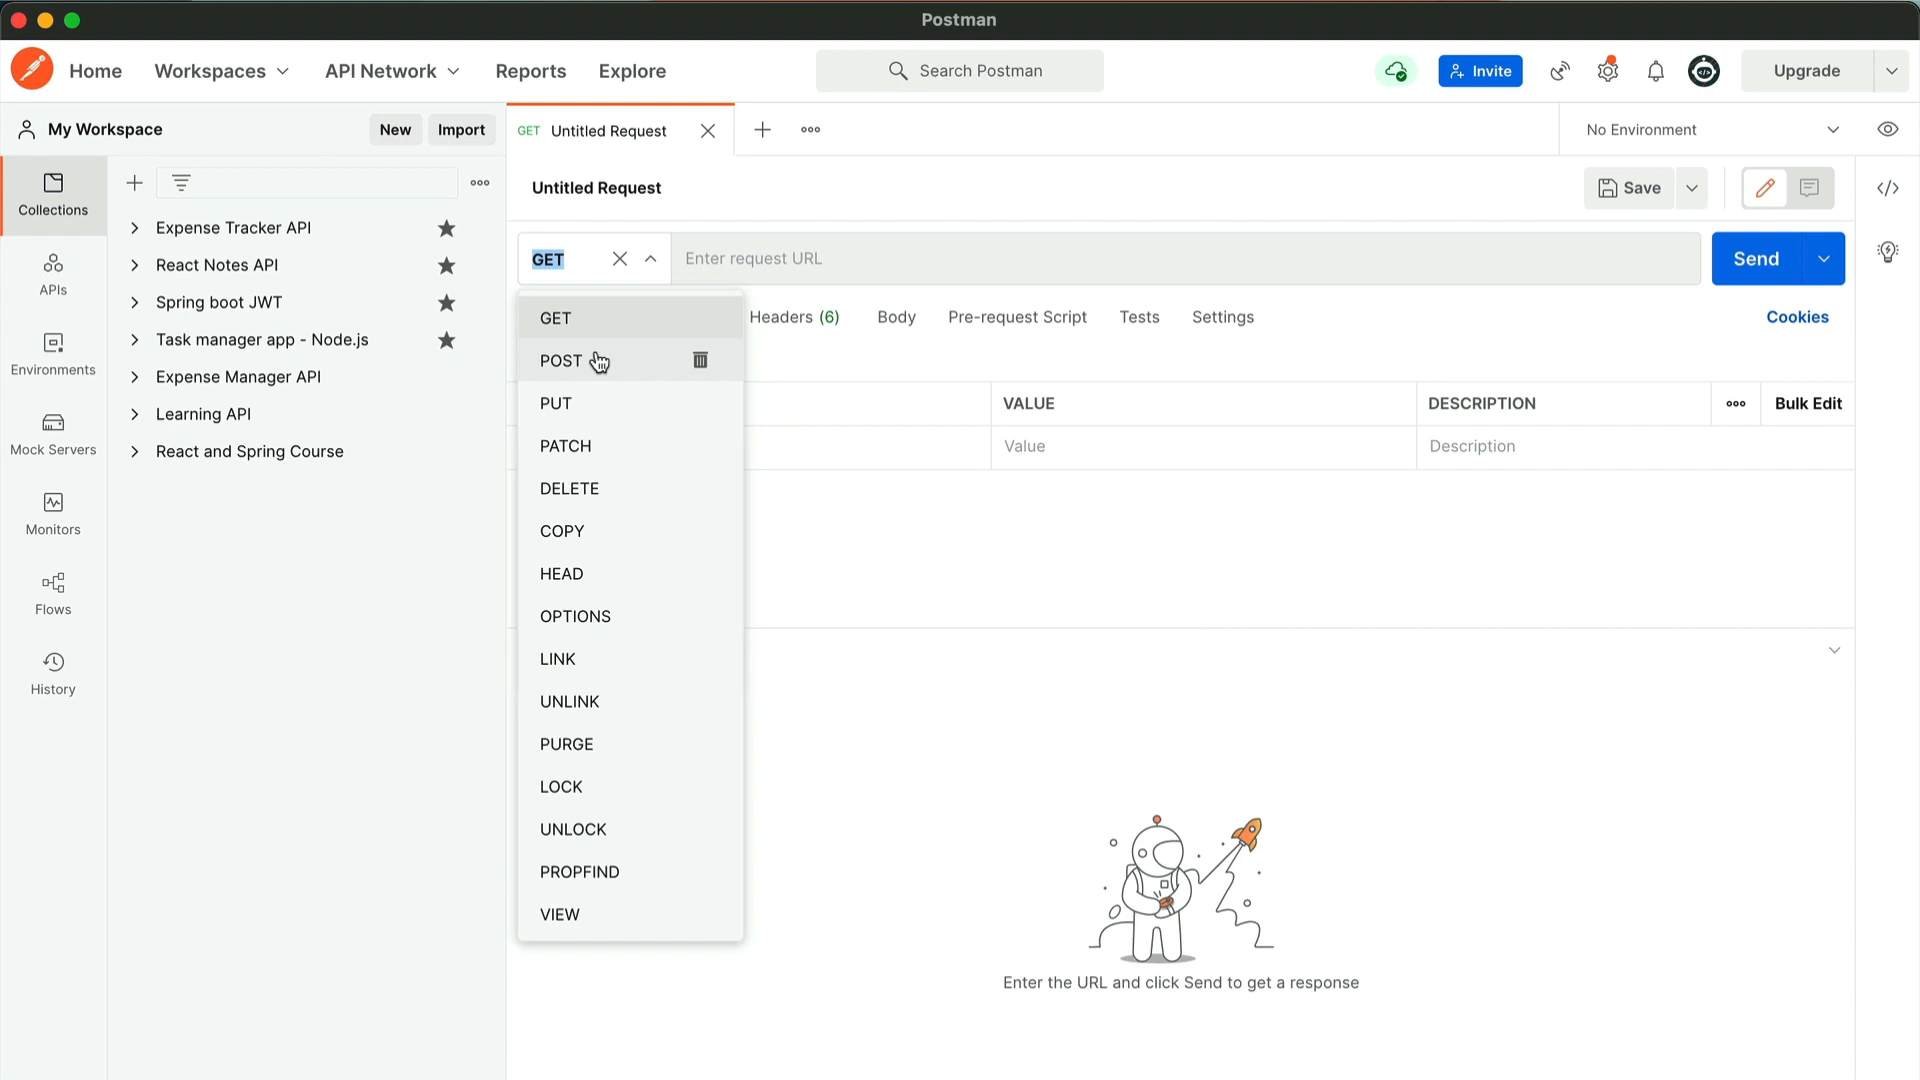 Postman
Home
Workspaces
API Network
Reports
Explore
Search Postman
Invite
Upgrade
My Workspace
New
Import
GET Untitled Request
No Environment
Collections
APIs
Environments
Mock Servers
Monitors
Flows
History
Expense Tracker API
React Notes API
Spring boot JWT
Task manager app - Node.js
Expense Manager API
Learning API
React and Spring Course
Untitled Request
Save
GET
Enter request URL
Send
Headers (6)
Body
Pre-request Script
Tests
Settings
Cookies
GET
POST
PUT
PATCH
DELETE
COPY
HEAD
OPTIONS
LINK
UNLINK
PURGE
LOCK
UNLOCK
PROPFIND
VIEW
VALUE
DESCRIPTION
Bulk Edit
Value
Description
Enter the URL and click Send to get a response